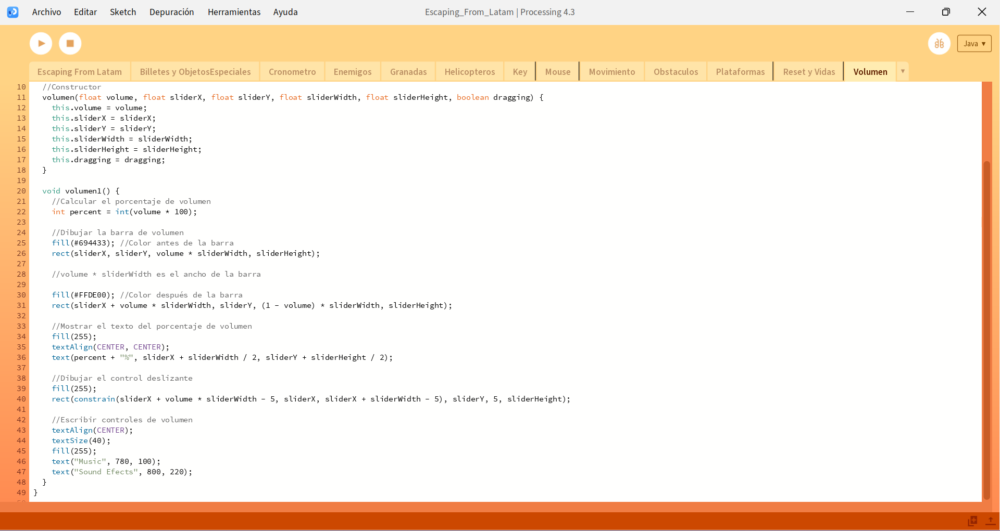 Archivo Editar Sketch Depuración Herramientas Ayuda Escaping_From_Latam | Processing 4.3
Java ▾
Escaping From Latam Billetes y ObjetosEspeciales Cronometro Enemigos Granadas Helicopteros Key Mouse Movimiento Obstaculos Plataformas Reset y Vidas Volumen ▾
10 //Constructor
11 volumen(float volume, float sliderX, float sliderY, float sliderWidth, float sliderHeight, boolean dragging) {
12 this.volume = volume;
13 this.sliderX = sliderX;
14 this.sliderY = sliderY;
15 this.sliderWidth = sliderWidth;
16 this.sliderHeight = sliderHeight;
17 this.dragging = dragging;
18 }
19
20 void volumen1() {
21 //Calcular el porcentaje de volumen
22 int percent = int(volume * 100);
23
24 //Dibujar la barra de volumen
25 fill(#694433); //Color antes de la barra
26 rect(sliderX, sliderY, volume * sliderWidth, sliderHeight);
27
28 //volume * sliderWidth es el ancho de la barra
29
30 fill(#FFDE00); //Color después de la barra
31 rect(sliderX + volume * sliderWidth, sliderY, (1 - volume) * sliderWidth, sliderHeight);
32
33 //Mostrar el texto del porcentaje de volumen
34 fill(255);
35 textAlign(CENTER, CENTER);
36 text(percent + "%", sliderX + sliderWidth / 2, sliderY + sliderHeight / 2);
37
38 //Dibujar el control deslizante
39 fill(255);
40 rect(constrain(sliderX + volume * sliderWidth - 5, sliderX, sliderX + sliderWidth - 5), sliderY, 5, sliderHeight);
41
42 //Escribir controles de volumen
43 textAlign(CENTER);
44 textSize(40);
45 fill(255);
46 text("Music", 780, 100);
47 text("Sound Efects", 800, 220);
48 }
49 }